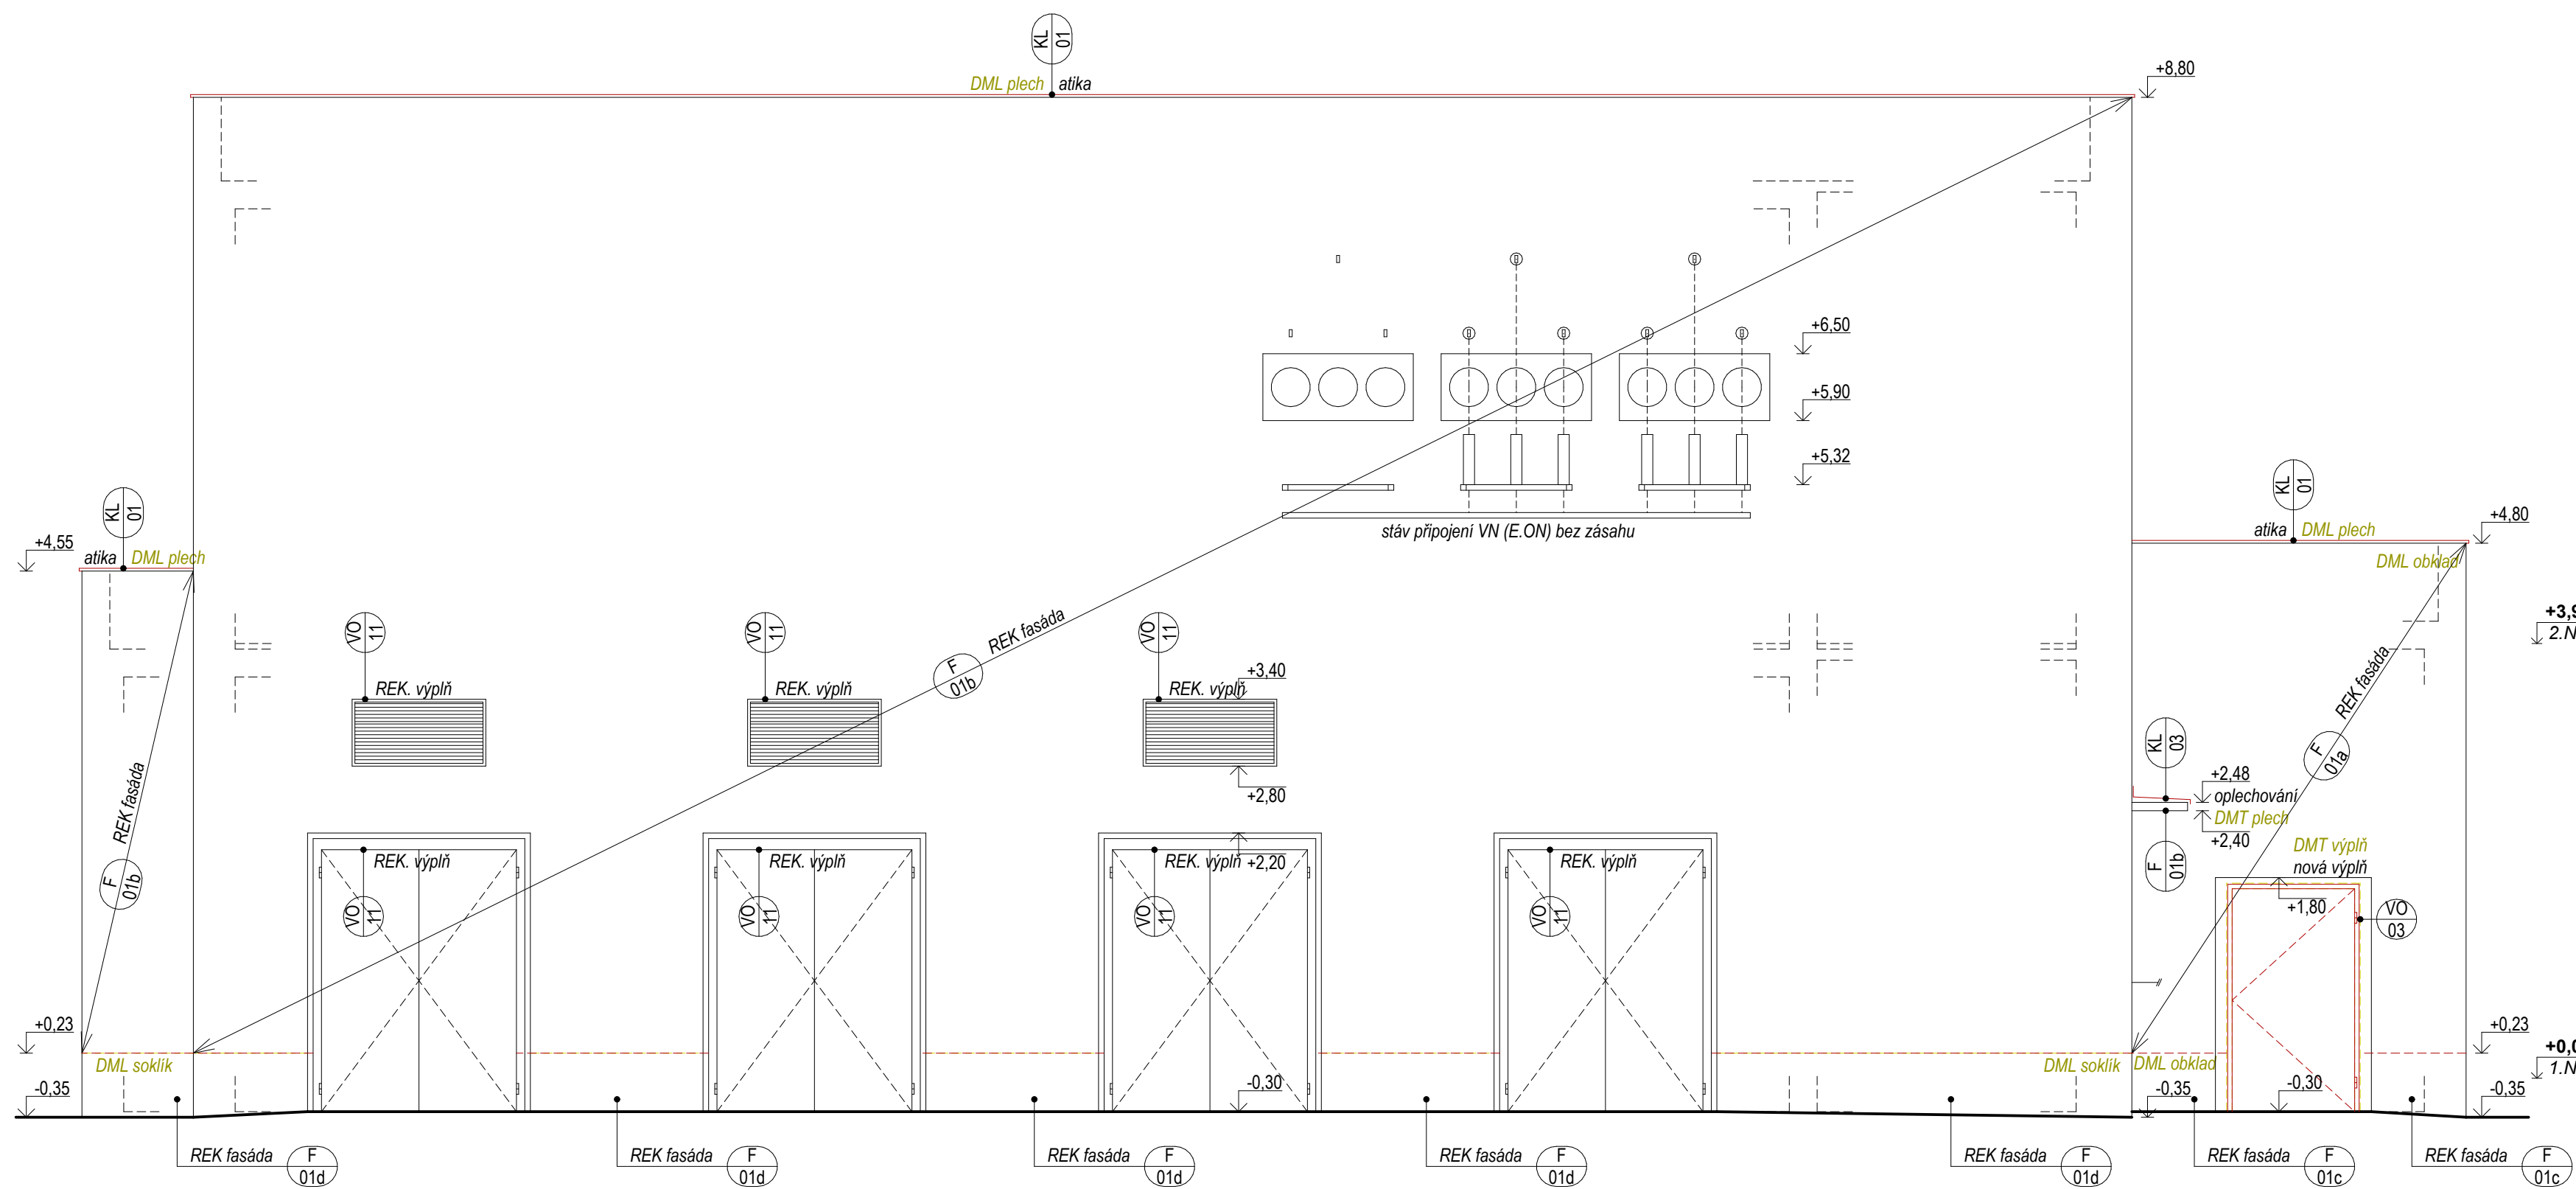 KL
01
DML plech atika
+8,80
+6,50
+5,90
+5,32
stáv připojení VN (E.ON) bez zásahu
KL
01
+4,55
atika DML plech
KL
01
atika DML plech
+4,80
DML obklad
REK fasáda
F
01b
REK fasáda
F
01b
REK fasáda
F
01a
VO
11
REK. výplň
VO
11
REK. výplň
VO
11
REK. výplň
+3,40
+2,80
KL
03
+2,48
oplechování
DMT plech
+2,40
F
01b
REK. výplň
VO
11
REK. výplň
VO
11
REK. výplň
VO
11
+2,20
REK. výplň
VO
11
DMT výplň
nová výplň
+1,80
VO
03
+0,23
DML soklík
-0,35
-0,30
DML soklík
DML obklad
-0,35
-0,30
+0,23
-0,35
2.N
1.N
REK fasáda
F
01d
REK fasáda
F
01d
REK fasáda
F
01d
REK fasáda
F
01d
REK fasáda
F
01d
REK fasáda
F
01c
REK fasáda
F
01c